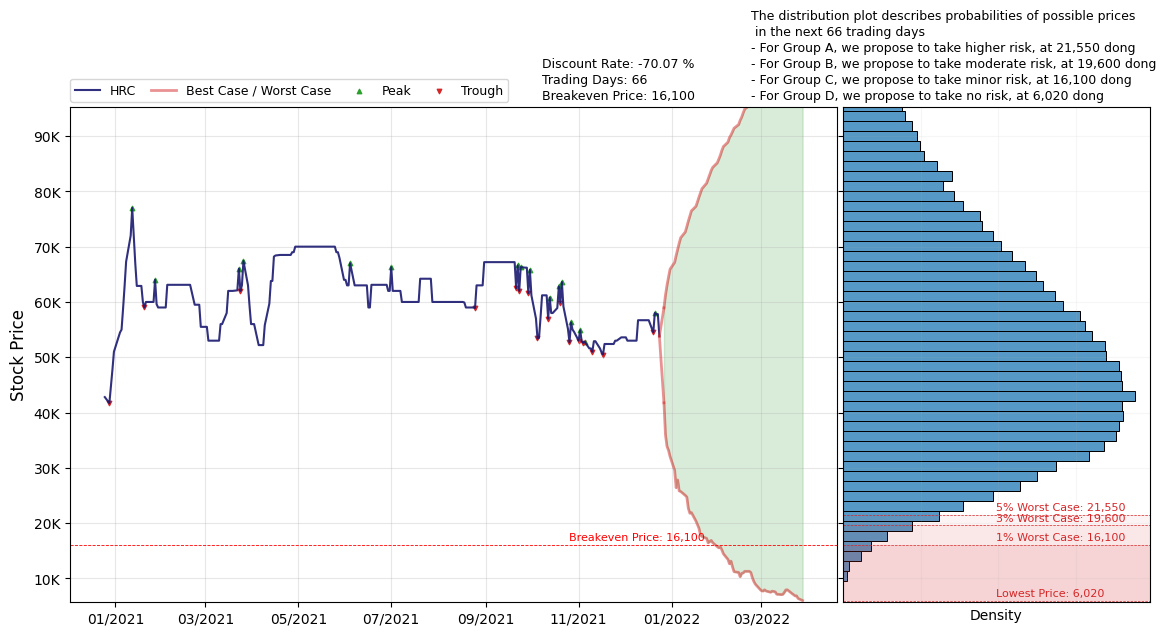 The distribution plot describes probabilities of possible prices
in the next 66 trading days
- For Group A, we propose to take higher risk, at 21,550 dong
- For Group B, we propose to take moderate risk, at 19,600 dong
- For Group C, we propose to take minor risk, at 16,100 dong
- For Group D, we propose to take no risk, at 6,020 dong
Discount Rate: -70.07 %
Trading Days: 66
Breakeven Price: 16,100
HRC
Best Case / Worst Case
Peak
Trough
Stock Price
90K
80K
70K
60K
50K
40K
30K
20K
10K
Breakeven Price: 16,100
01/2021
03/2021
05/2021
07/2021
09/2021
11/2021
01/2022
03/2022
5% Worst Case: 21,550
3% Worst Case: 19,600
1% Worst Case: 16,100
Lowest Price: 6,020
Density